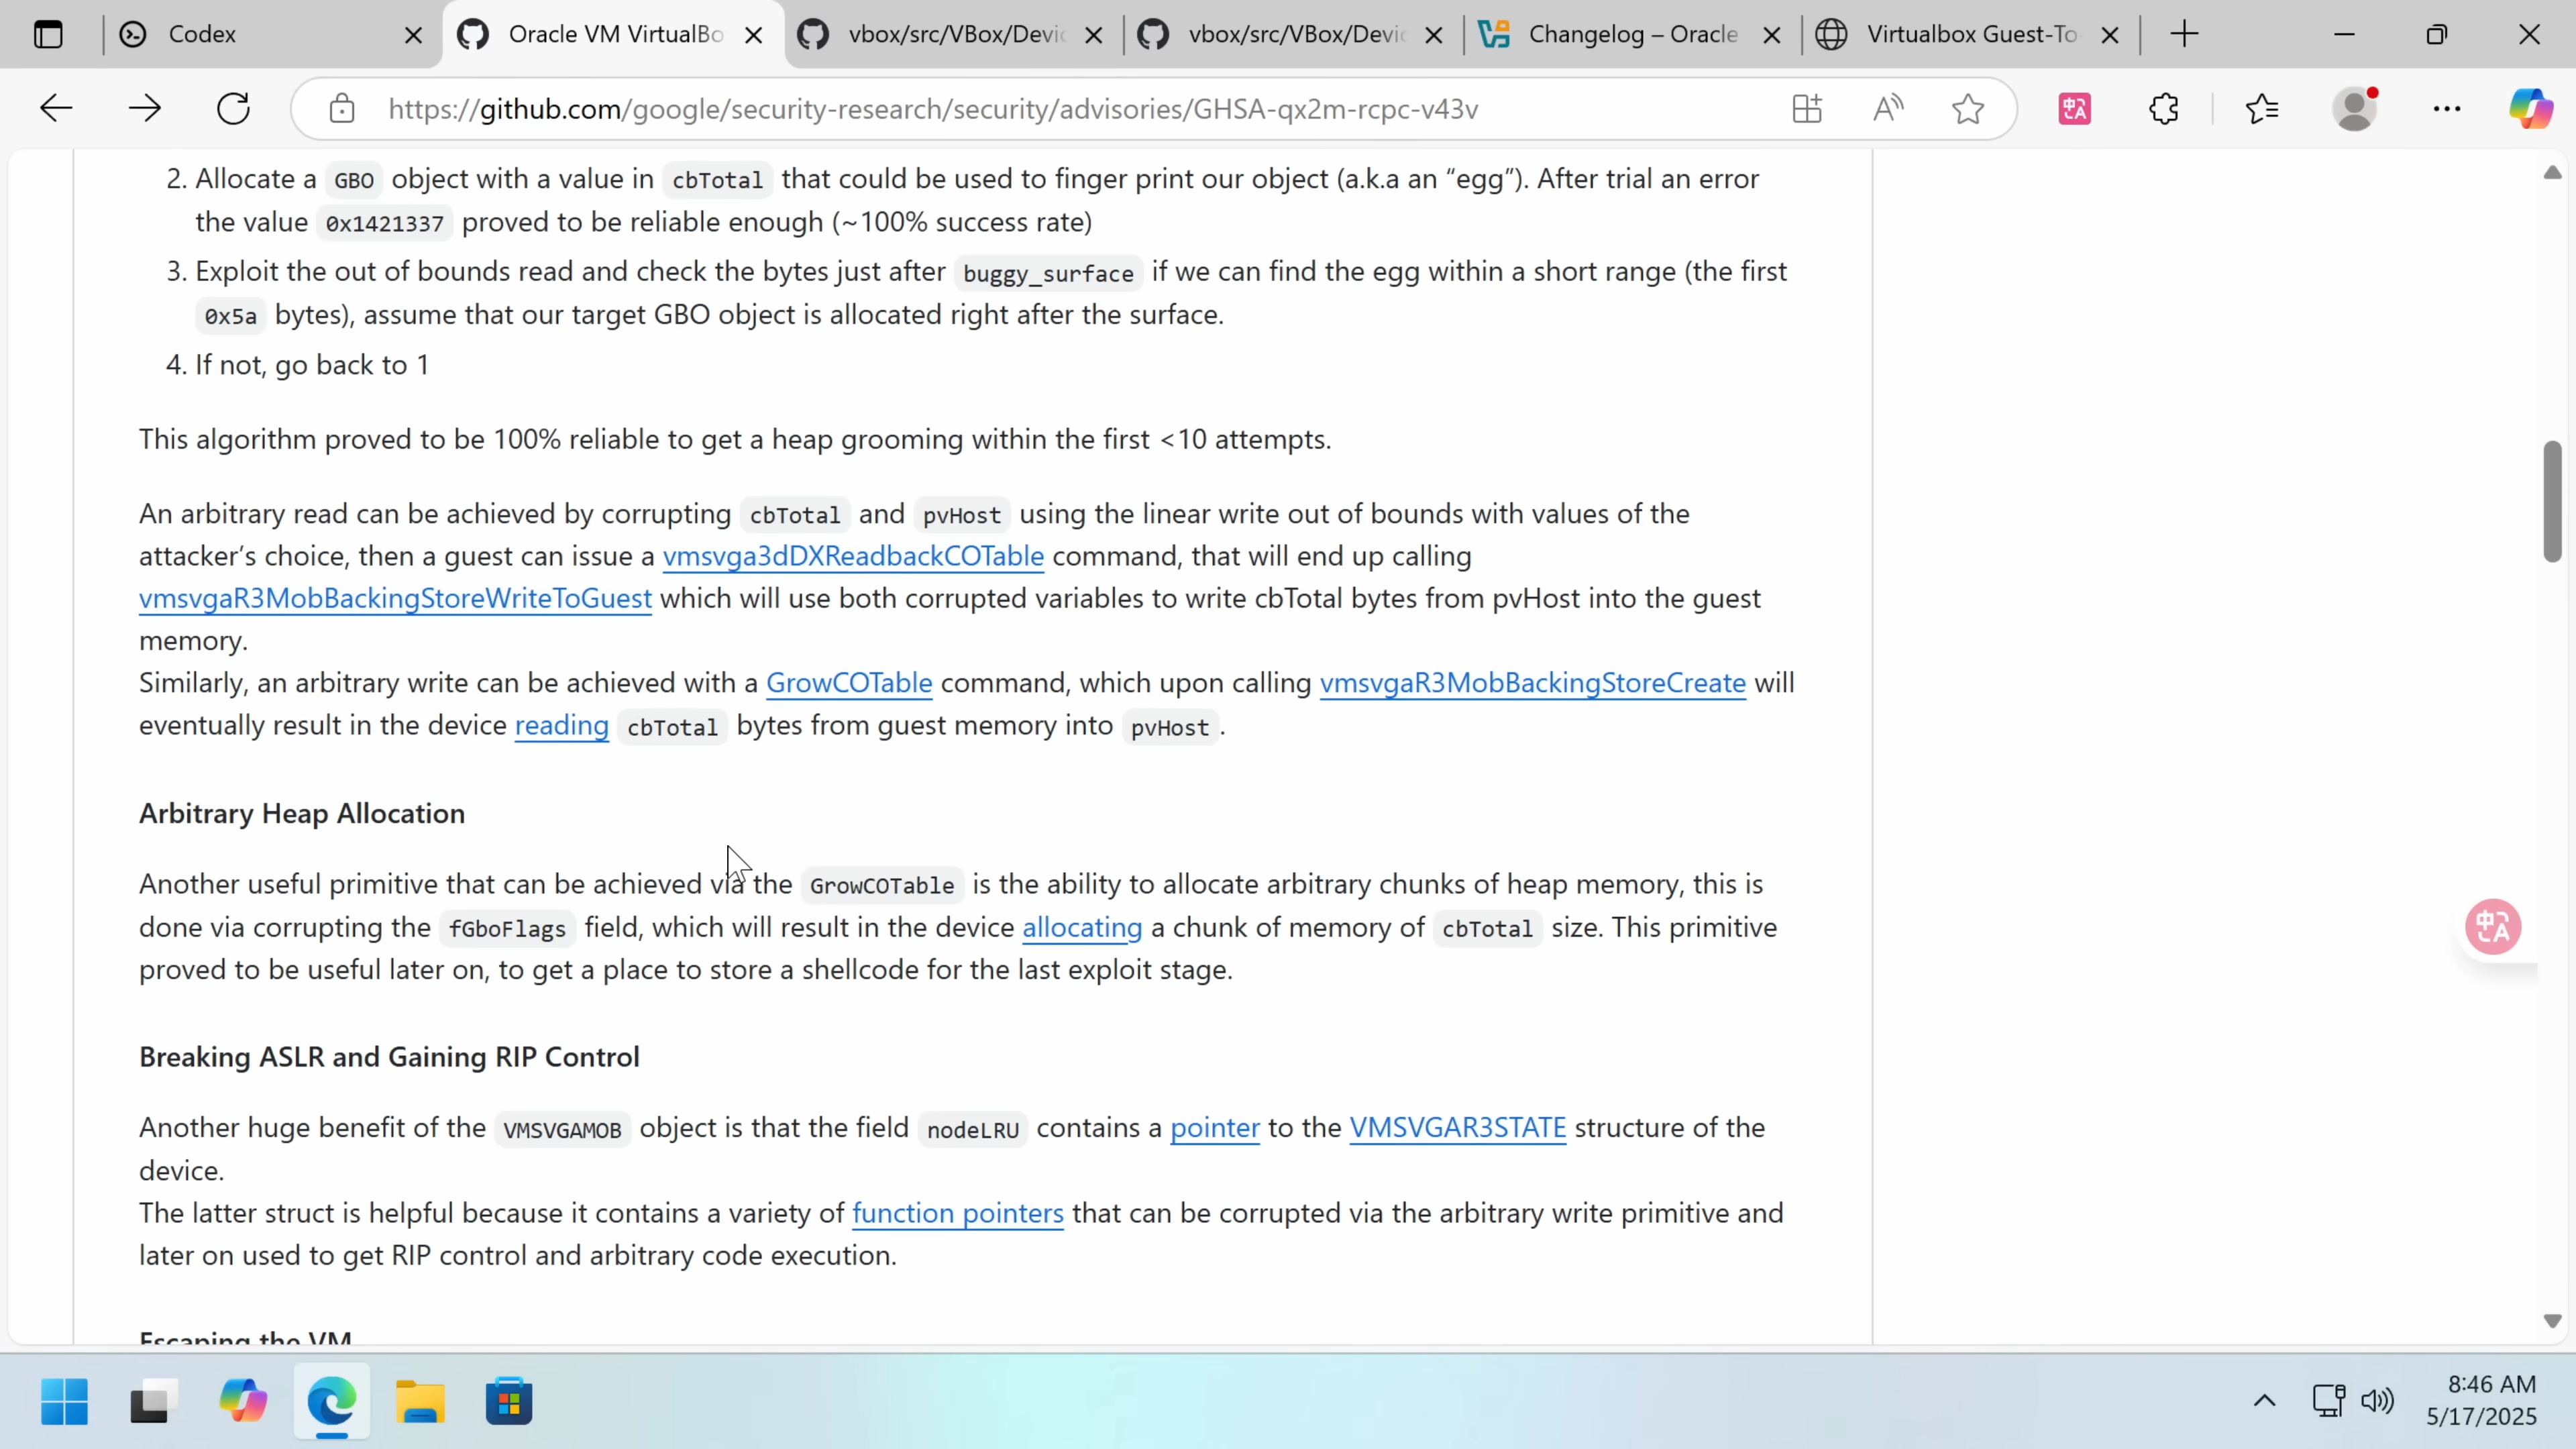 Codex
Oracle VM VirtualBo
vbox/src/VBox/Devic
vbox/src/VBox/Devic
Changelog – Oracle
Virtualbox Guest-To
https://github.com/google/security-research/security/advisories/GHSA-qx2m-rcpc-v43v
2. Allocate a GBO object with a value in cbTotal that could be used to finger print our object (a.k.a an “egg”). After trial an error
the value 0x1421337 proved to be reliable enough (~100% success rate)
3. Exploit the out of bounds read and check the bytes just after buggy_surface if we can find the egg within a short range (the first
0x5a bytes), assume that our target GBO object is allocated right after the surface.
4. If not, go back to 1
This algorithm proved to be 100% reliable to get a heap grooming within the first <10 attempts.
An arbitrary read can be achieved by corrupting cbTotal and pvHost using the linear write out of bounds with values of the
attacker’s choice, then a guest can issue a vmsvga3dDXReadbackCOTable command, that will end up calling
vmsvgaR3MobBackingStoreWriteToGuest which will use both corrupted variables to write cbTotal bytes from pvHost into the guest
memory.
Similarly, an arbitrary write can be achieved with a GrowCOTable command, which upon calling vmsvgaR3MobBackingStoreCreate will
eventually result in the device reading cbTotal bytes from guest memory into pvHost.
Arbitrary Heap Allocation
Another useful primitive that can be achieved via the GrowCOTable is the ability to allocate arbitrary chunks of heap memory, this is
done via corrupting the fGboFlags field, which will result in the device allocating a chunk of memory of cbTotal size. This primitive
proved to be useful later on, to get a place to store a shellcode for the last exploit stage.
Breaking ASLR and Gaining RIP Control
Another huge benefit of the VMSVGAMOB object is that the field nodeLRU contains a pointer to the VMSVGAR3STATE structure of the
device.
The latter struct is helpful because it contains a variety of function pointers that can be corrupted via the arbitrary write primitive and
later on used to get RIP control and arbitrary code execution.
Escaping the VM
8:46 AM
5/17/2025